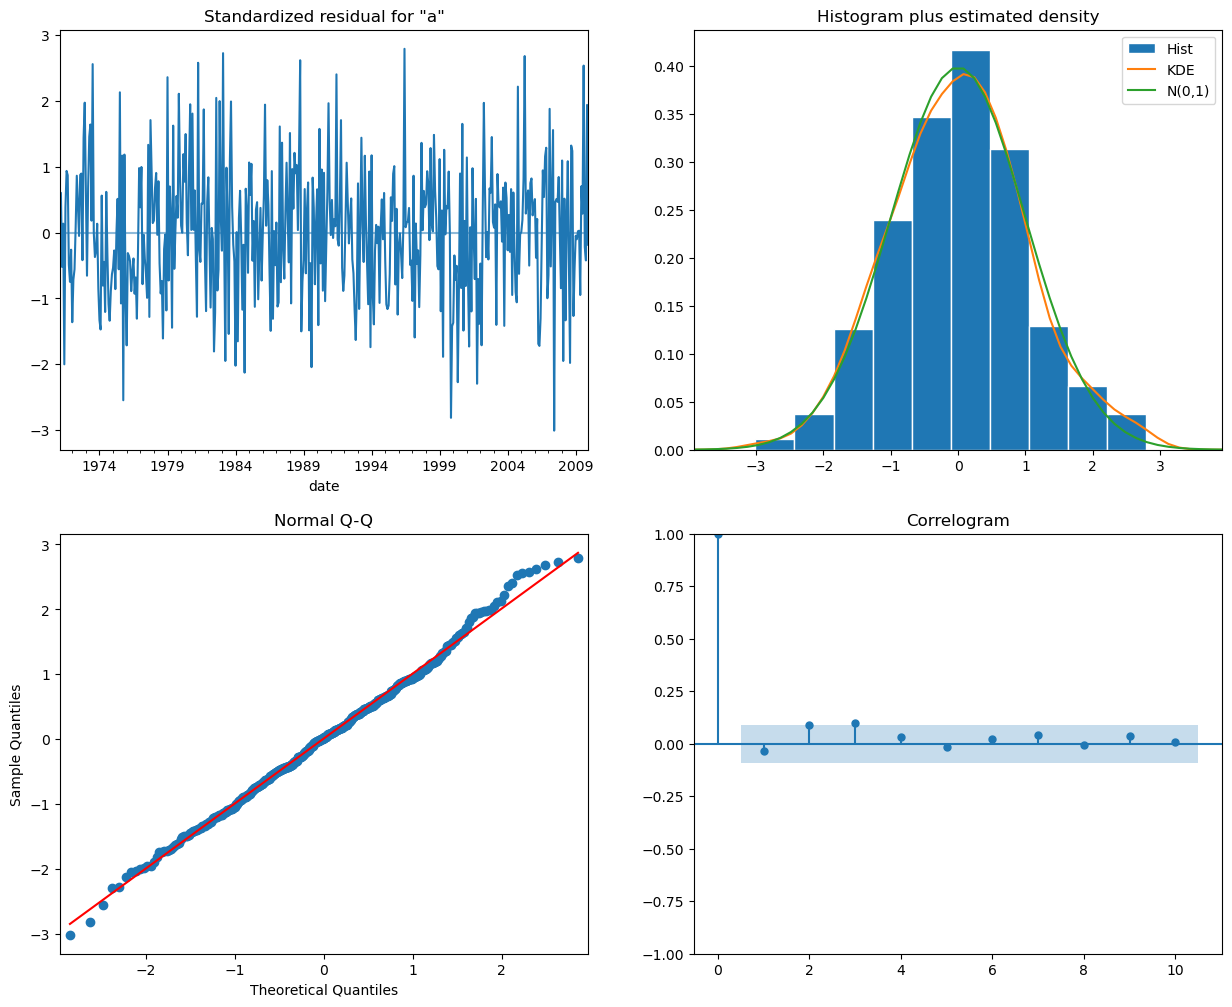 Standardized residual for "a"
3
2
1
0
−1
−2
−3
1974 1979 1984 1989 1994 1999 2004 2009
date
Histogram plus estimated density
Hist
KDE
N(0,1)
0.40
0.35
0.30
0.25
0.20
0.15
0.10
0.05
0.00
−3 −2 −1 0 1 2 3
Normal Q-Q
Sample Quantiles
3
2
1
0
−1
−2
−3
−2 −1 0 1 2
Theoretical Quantiles
Correlogram
1.00
0.75
0.50
0.25
0.00
−0.25
−0.50
−0.75
−1.00
0 2 4 6 8 10